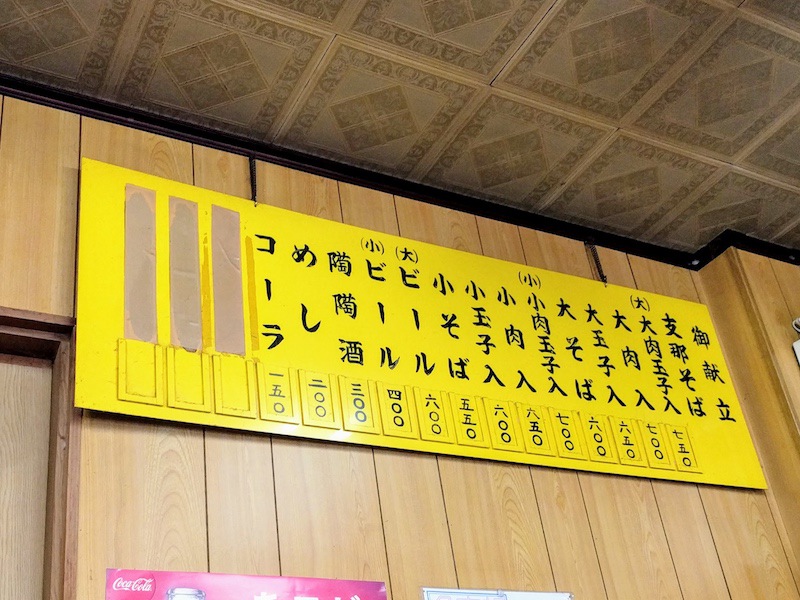 御献立
支那そば
(大)大肉玉子入 七五〇
大肉入 七〇〇
大玉子入 六五〇
大そば 六〇〇
(小)小肉玉子入 七〇〇
小肉入 六五〇
小玉子入 六〇〇
小そば 五五〇
(大)ビール 六〇〇
(小)ビール 四〇〇
陶陶酒 三〇〇
めし 二〇〇
コーラ 一五〇
Coca-Cola